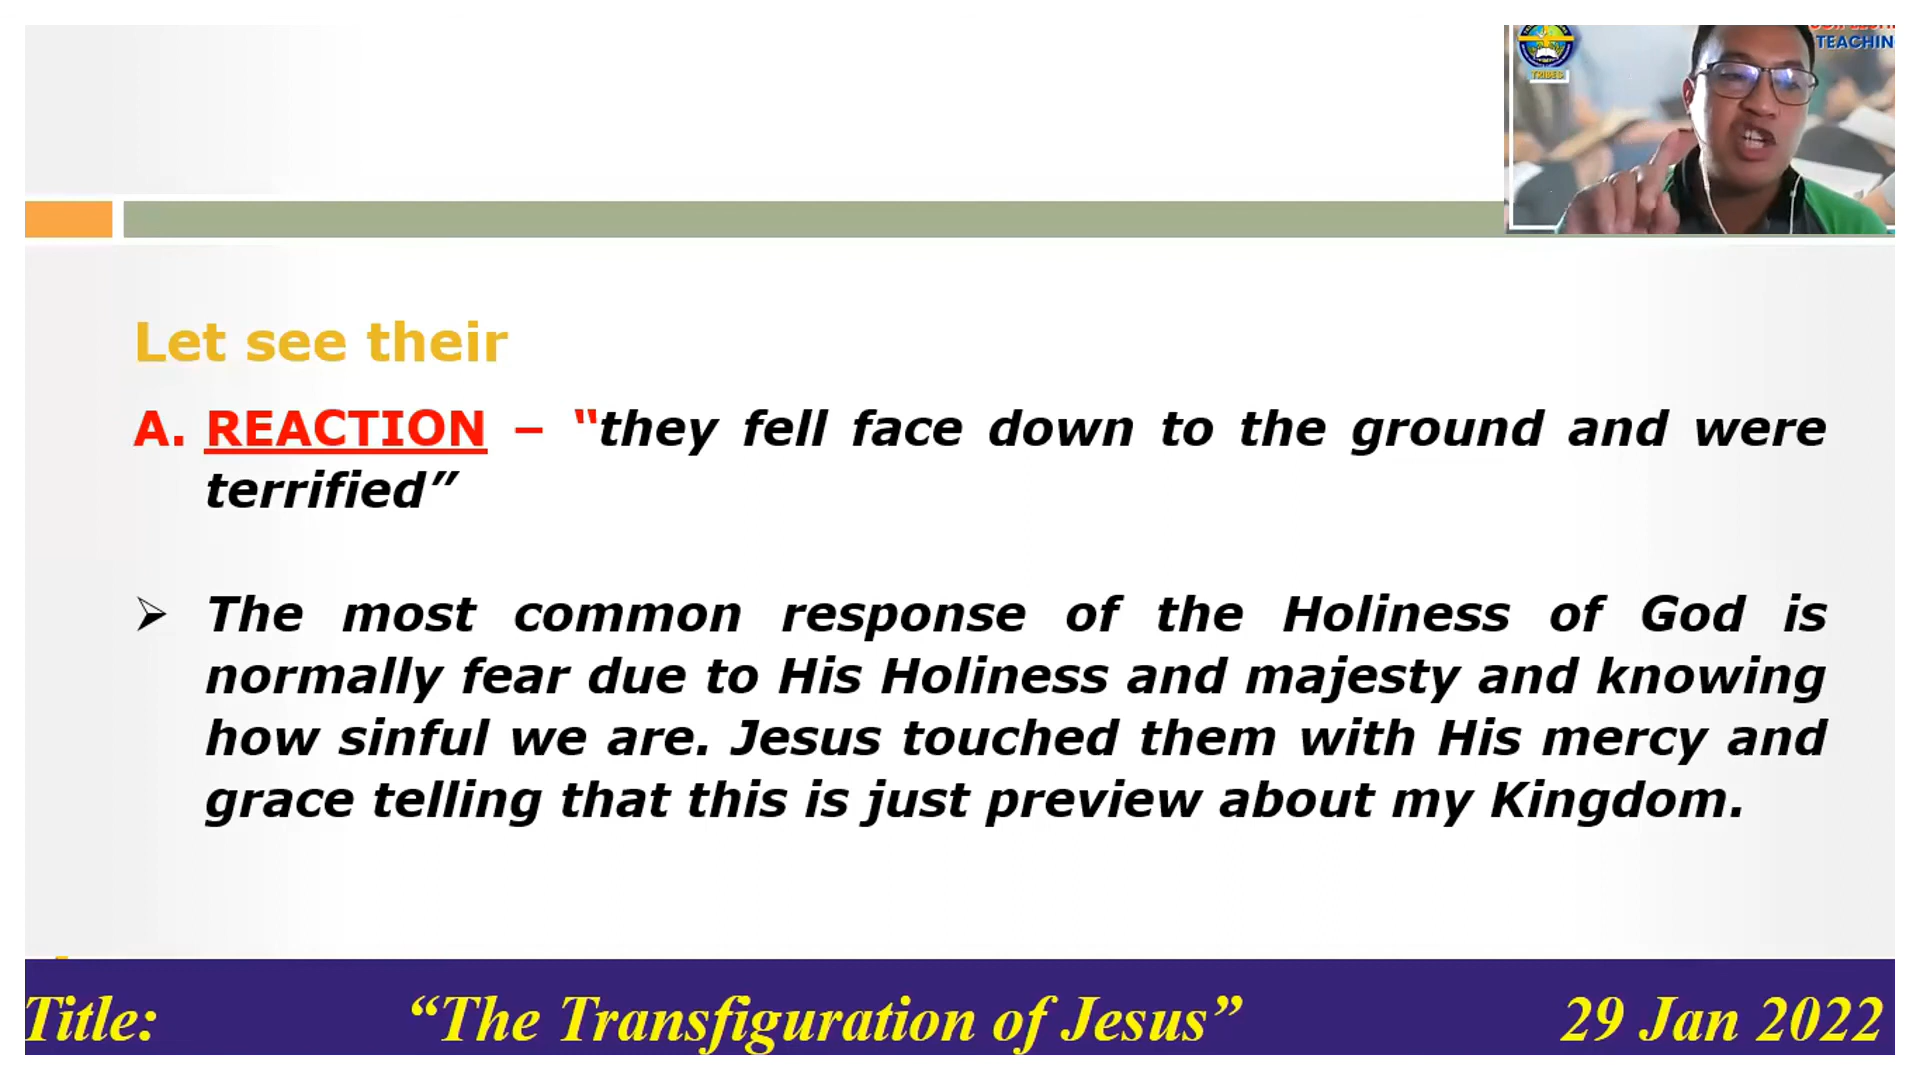 TRIBES
TEACHIN
Let see their
A. REACTION – “they fell face down to the ground and were
terrified”
➢ The most common response of the Holiness of God is
normally fear due to His Holiness and majesty and knowing
how sinful we are. Jesus touched them with His mercy and
grace telling that this is just preview about my Kingdom.
Title: “The Transfiguration of Jesus” 29 Jan 2022